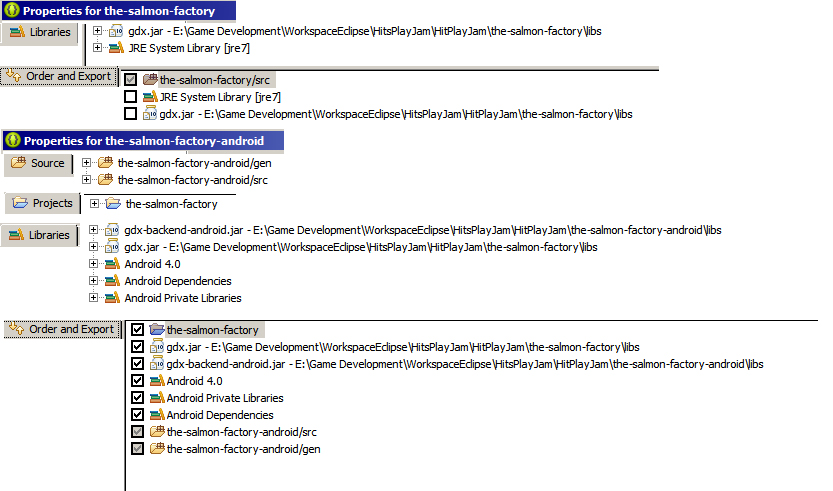 Properties for the-salmon-factory
Libraries
gdx.jar - E:\Game Development\WorkspaceEclipse\HitsPlayJam\HitPlayJam\the-salmon-factory\libs
JRE System Library [jre7]
Order and Export
the-salmon-factory/src
JRE System Library [jre7]
gdx.jar - E:\Game Development\WorkspaceEclipse\HitsPlayJam\HitPlayJam\the-salmon-factory\libs
Properties for the-salmon-factory-android
Source
the-salmon-factory-android/gen
the-salmon-factory-android/src
Projects
the-salmon-factory
Libraries
gdx-backend-android.jar - E:\Game Development\WorkspaceEclipse\HitsPlayJam\HitPlayJam\the-salmon-factory-android\libs
gdx.jar - E:\Game Development\WorkspaceEclipse\HitsPlayJam\HitPlayJam\the-salmon-factory\libs
Android 4.0
Android Dependencies
Android Private Libraries
Order and Export
the-salmon-factory
gdx.jar - E:\Game Development\WorkspaceEclipse\HitsPlayJam\HitPlayJam\the-salmon-factory\libs
gdx-backend-android.jar - E:\Game Development\WorkspaceEclipse\HitsPlayJam\HitPlayJam\the-salmon-factory-android\libs
Android 4.0
Android Private Libraries
Android Dependencies
the-salmon-factory-android/src
the-salmon-factory-android/gen